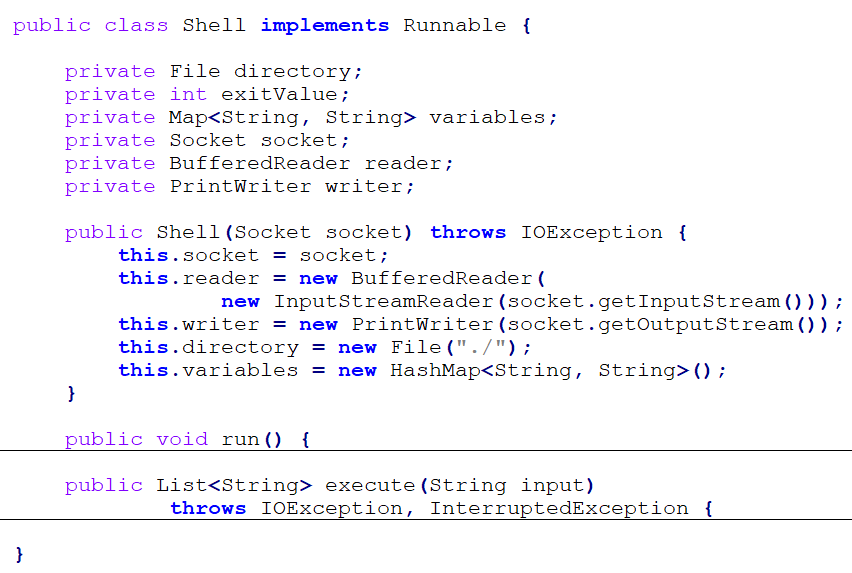 public class Shell implements Runnable {
private File directory;
private int exitValue;
private Map<String, String> variables;
private Socket socket;
private BufferedReader reader;
private PrintWriter writer;
public Shell(Socket socket) throws IOException {
this.socket = socket;
this.reader = new BufferedReader(
new InputStreamReader(socket.getInputStream()));
this.writer = new PrintWriter(socket.getOutputStream());
this.directory = new File("./");
this.variables = new HashMap<String, String>();
}
public void run() {
public List<String> execute(String input)
throws IOException, InterruptedException {
}